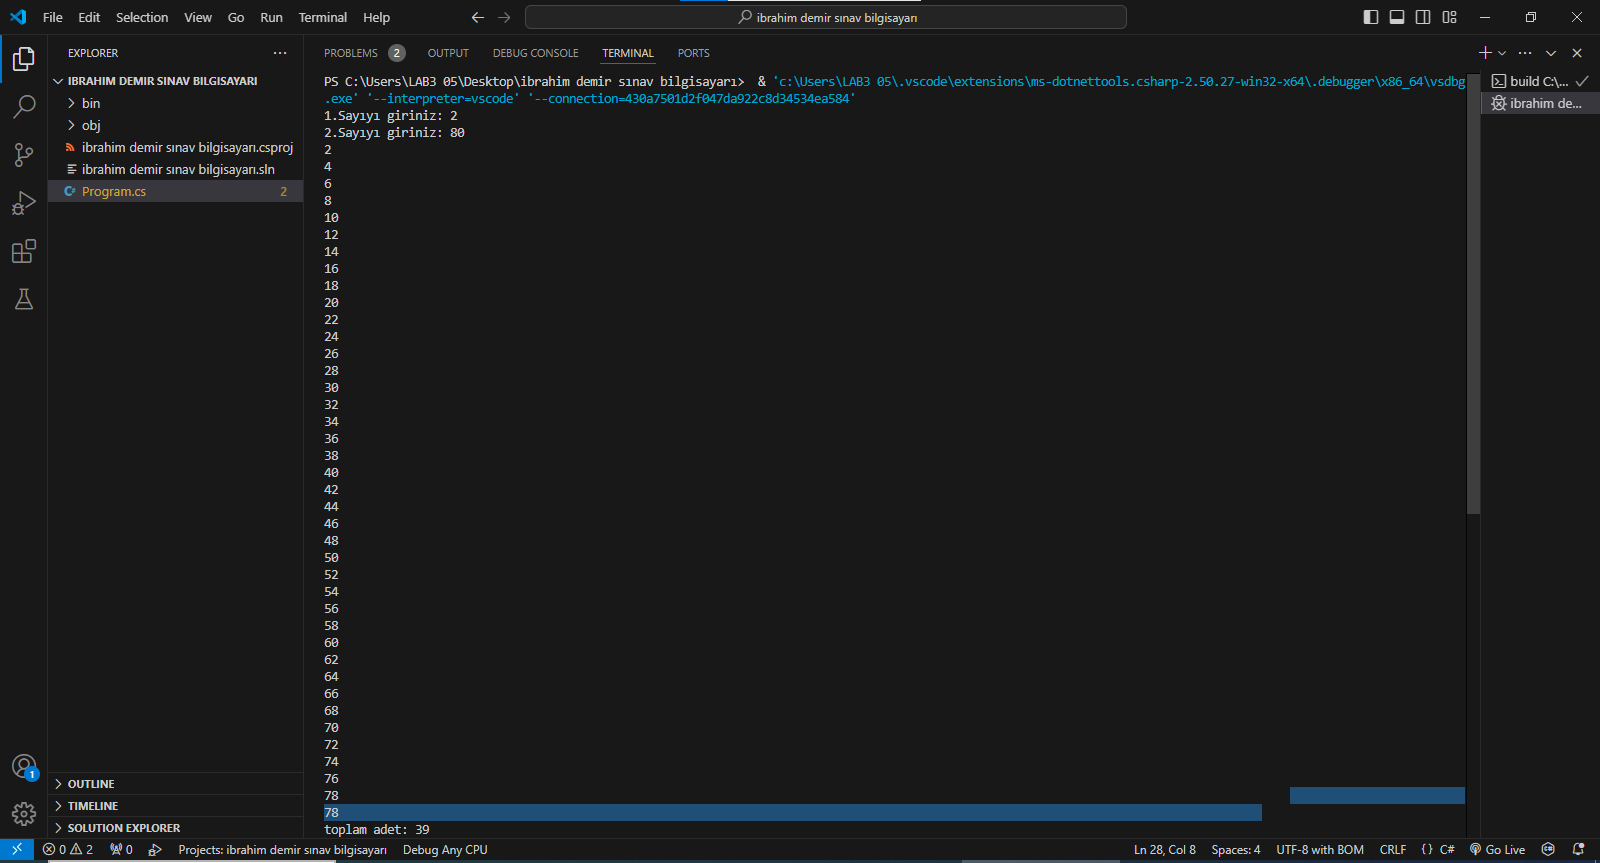 File Edit Selection View Go Run Terminal Help
ibrahim demir sınav bilgisayarı
EXPLORER
IBRAHIM DEMIR SINAV BILGISAYARI
bin
obj
ibrahim demir sınav bilgisayarı.csproj
ibrahim demir sınav bilgisayarı.sln
C# Program.cs 2
1
OUTLINE
TIMELINE
SOLUTION EXPLORER
PROBLEMS 2 OUTPUT DEBUG CONSOLE TERMINAL PORTS
PS C:\Users\LAB3 05\Desktop\ibrahim demir sınav bilgisayarı> & 'c:\Users\LAB3 05\.vscode\extensions\ms-dotnettools.csharp-2.50.27-win32-x64\.debugger\x86_64\vsdbg
.exe' '--interpreter=vscode' '--connection=430a7501d2f047da922c8d34534ea584'
1.Sayıyı giriniz: 2
2.Sayıyı giriniz: 80
2
4
6
8
10
12
14
16
18
20
22
24
26
28
30
32
34
36
38
40
42
44
46
48
50
52
54
56
58
60
62
64
66
68
70
72
74
76
78
78
toplam adet: 39
build C:\...
ibrahim de...
0 2 0 Projects: ibrahim demir sınav bilgisayarı Debug Any CPU Ln 28, Col 8 Spaces: 4 UTF-8 with BOM CRLF {} C# Go Live